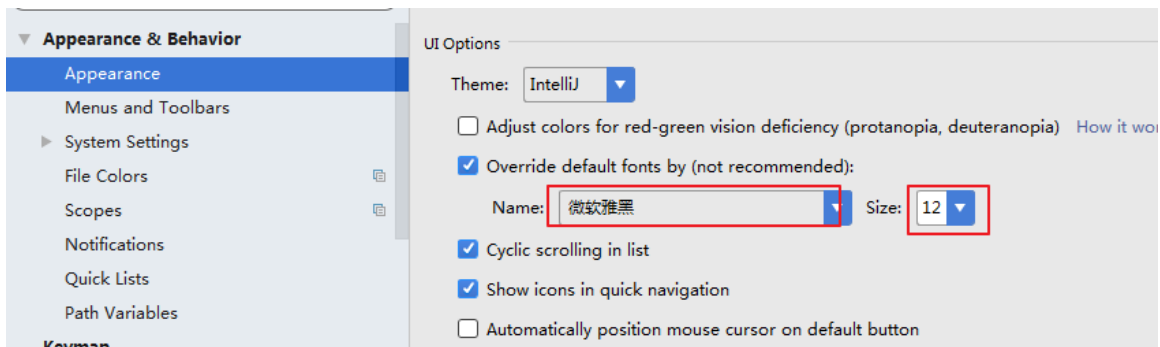 Appearance & Behavior
Appearance
Menus and Toolbars
System Settings
File Colors
Scopes
Notifications
Quick Lists
Path Variables
Keymap
UI Options
Theme: IntelliJ
Adjust colors for red-green vision deficiency (protanopia, deuteranopia) How it wor
Override default fonts by (not recommended):
Name: 微软雅黑 Size: 12
Cyclic scrolling in list
Show icons in quick navigation
Automatically position mouse cursor on default button